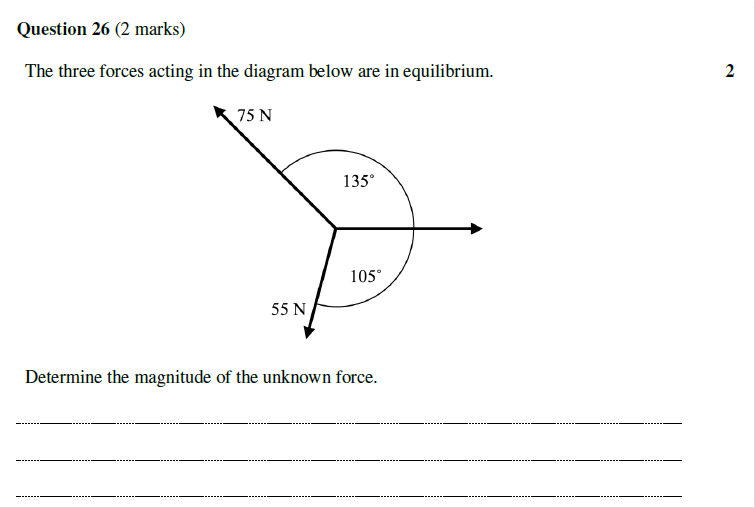 Question 26 (2 marks)
The three forces acting in the diagram below are in equilibrium. 2
75 N
135°
105°
55 N
Determine the magnitude of the unknown force.